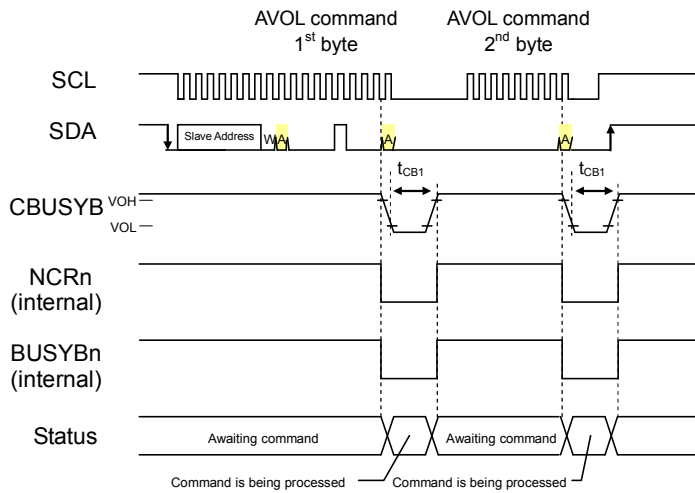 AVOL command
1st byte
AVOL command
2nd byte
SCL
SDA
Slave Address
W
A
A
A
tCB1
tCB1
CBUSYB
VOH
VOL
NCRn
(internal)
BUSYBn
(internal)
Status
Awaiting command
Awaiting command
Command is being processed
Command is being processed